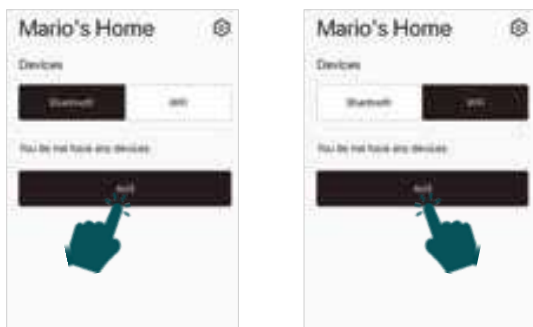 Mario's Home
Devices
Bluetooth Wifi
You do not have any devices
Add
Mario's Home
Devices
Bluetooth Wifi
You do not have any devices
Add